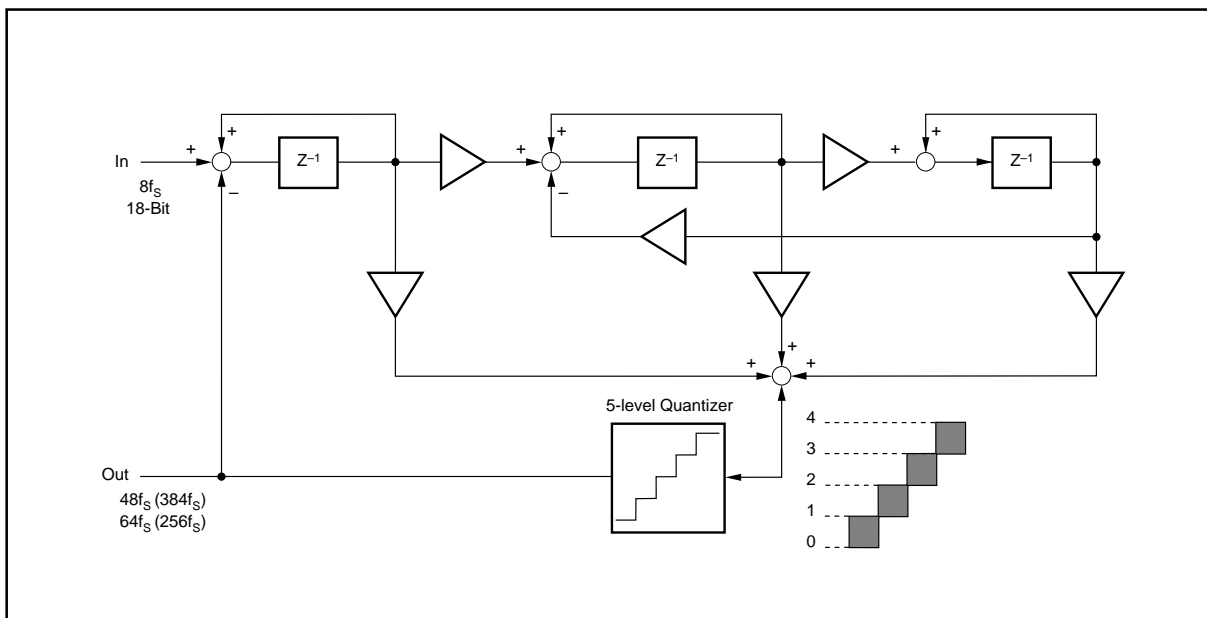 + + + +
In + Z⁻¹ + Z⁻¹ + Z⁻¹
8fS − −
18-Bit
+
+ +
5-level Quantizer
4
3
Out 2
48fS (384fS) 1
64fS (256fS) 0